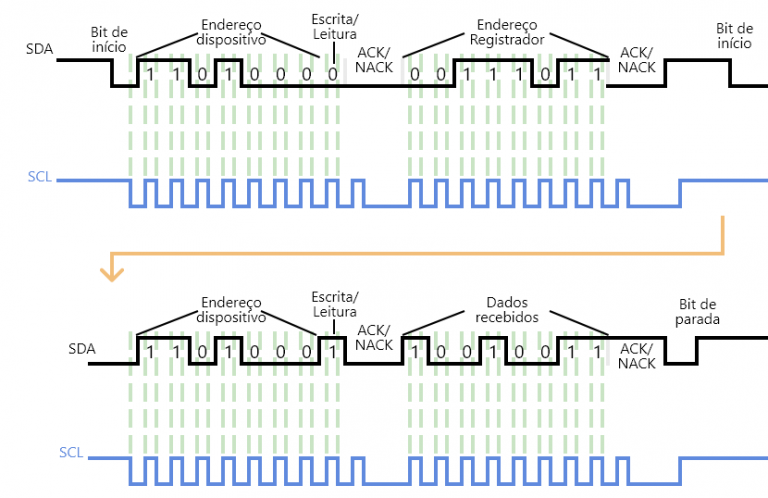 Bit de
início
Endereço
dispositivo
Escrita/
Leitura
Endereço
Registrador
Bit de
início
SDA
ACK/
NACK
ACK/
NACK
1 1 0 1 0 0 0 0
0 0 1 1 1 0 1 1
SCL
Endereço
dispositivo
Escrita/
Leitura
Dados
recebidos
Bit de
parada
SDA
ACK/
NACK
ACK/
NACK
1 1 0 1 0 0 0 1
1 0 0 1 0 0 1 1
SCL